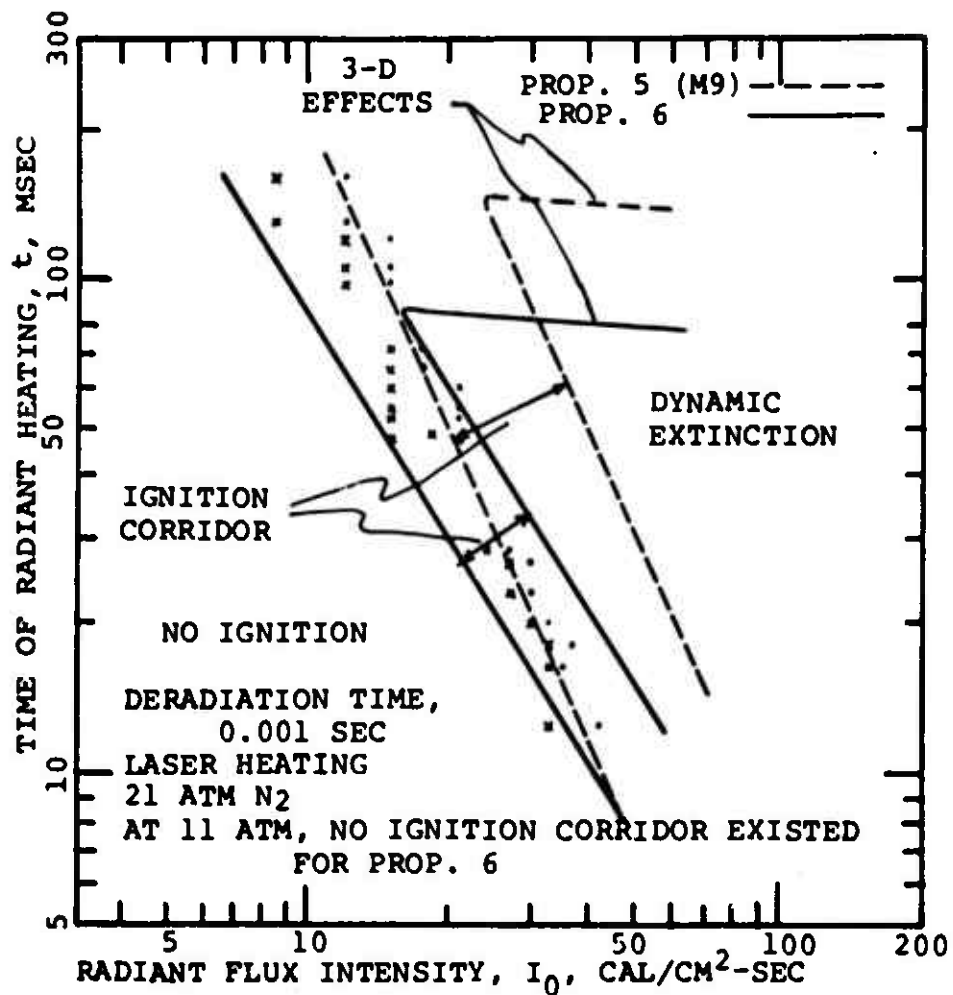 300
3-D
EFFECTS
PROP. 5 (M9)
PROP. 6
TIME OF RADIANT HEATING, t, MSEC
100
50
10
5
DYNAMIC
EXTINCTION
IGNITION
CORRIDOR
NO IGNITION
DERADIATION TIME,
0.001 SEC
LASER HEATING
21 ATM N2
AT 11 ATM, NO IGNITION CORRIDOR EXISTED
FOR PROP. 6
5 10 50 100 200
RADIANT FLUX INTENSITY, I0, CAL/CM2-SEC